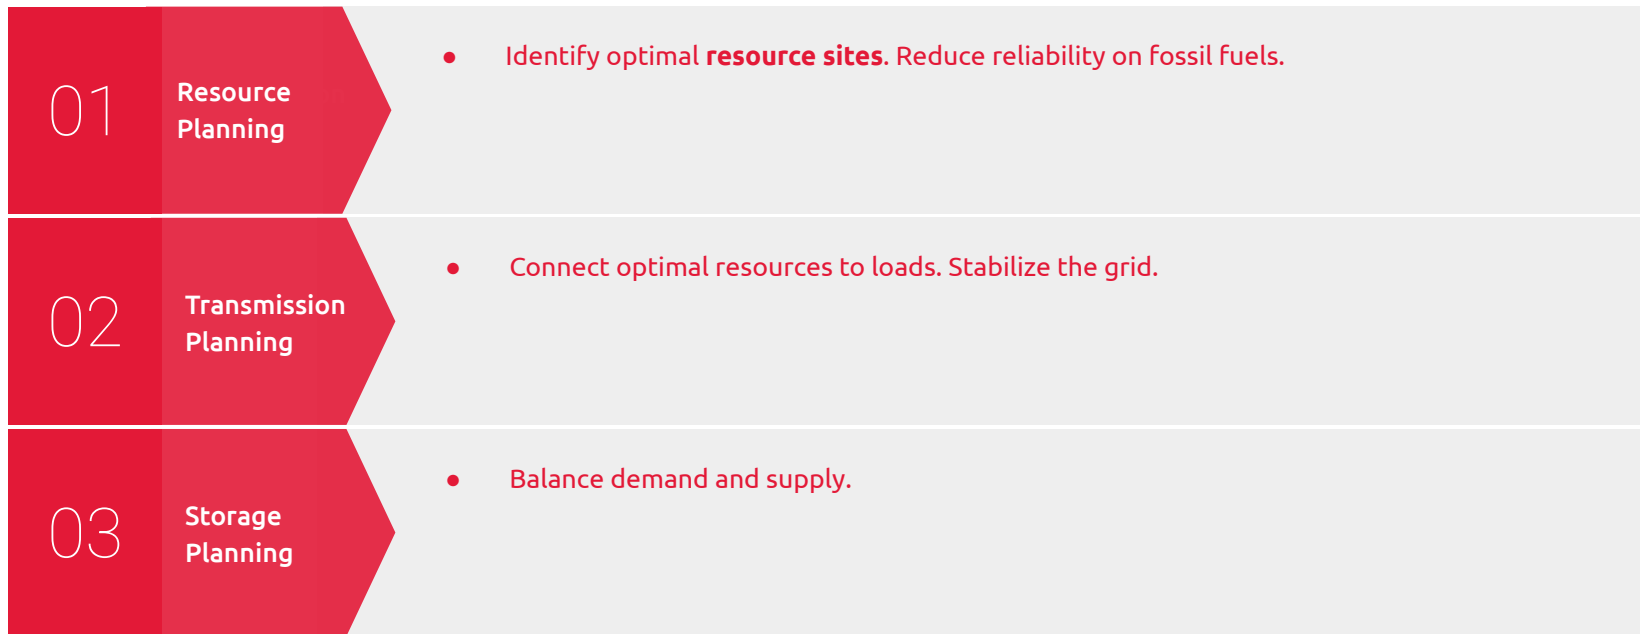 01
Resource
Planning
● Identify optimal resource sites. Reduce reliability on fossil fuels.
02
Transmission
Planning
● Connect optimal resources to loads. Stabilize the grid.
03
Storage
Planning
● Balance demand and supply.